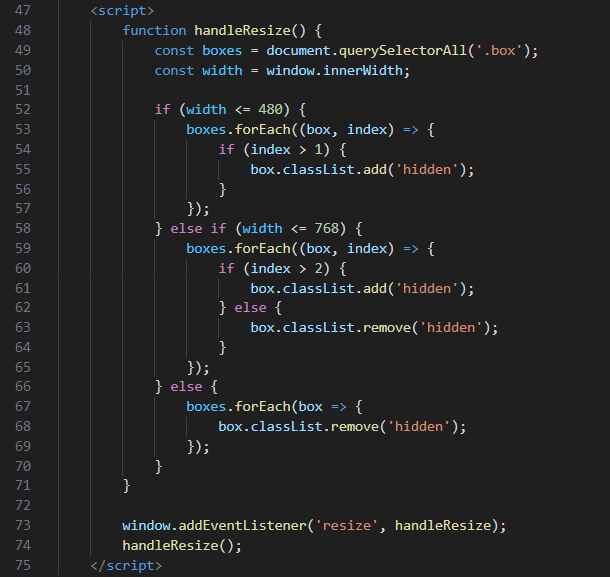 47 <script>
48 function handleResize() {
49 const boxes = document.querySelectorAll('.box');
50 const width = window.innerWidth;
51
52 if (width <= 480) {
53 boxes.forEach((box, index) => {
54 if (index > 1) {
55 box.classList.add('hidden');
56 }
57 });
58 } else if (width <= 768) {
59 boxes.forEach((box, index) => {
60 if (index > 2) {
61 box.classList.add('hidden');
62 } else {
63 box.classList.remove('hidden');
64 }
65 });
66 } else {
67 boxes.forEach(box => {
68 box.classList.remove('hidden');
69 });
70 }
71 }
72
73 window.addEventListener('resize', handleResize);
74 handleResize();
75 </script>